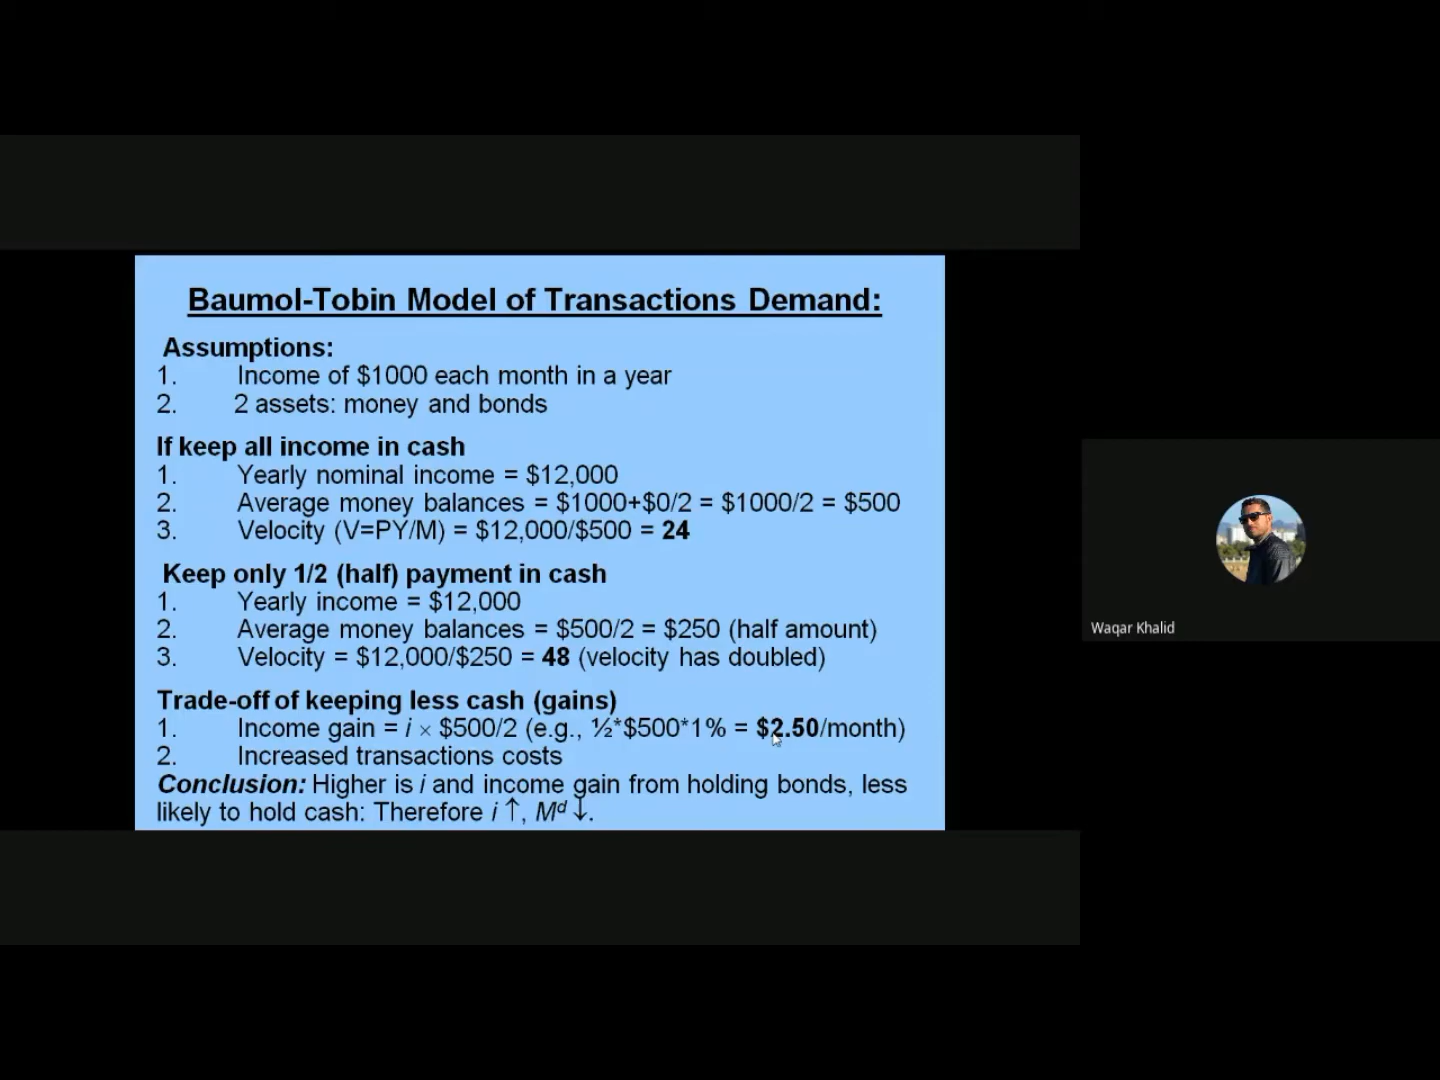 Baumol-Tobin Model of Transactions Demand:
Assumptions:
1. Income of $1000 each month in a year
2. 2 assets: money and bonds
If keep all income in cash
1. Yearly nominal income = $12,000
2. Average money balances = $1000+$0/2 = $1000/2 = $500
3. Velocity (V=PY/M) = $12,000/$500 = 24
Keep only 1/2 (half) payment in cash
1. Yearly income = $12,000
2. Average money balances = $500/2 = $250 (half amount)
3. Velocity = $12,000/$250 = 48 (velocity has doubled)
Trade-off of keeping less cash (gains)
1. Income gain = i × $500/2 (e.g., ½*$500*1% = $2.50/month)
2. Increased transactions costs
Conclusion: Higher is i and income gain from holding bonds, less
likely to hold cash: Therefore i ↑, Mᵈ ↓.
Waqar Khalid